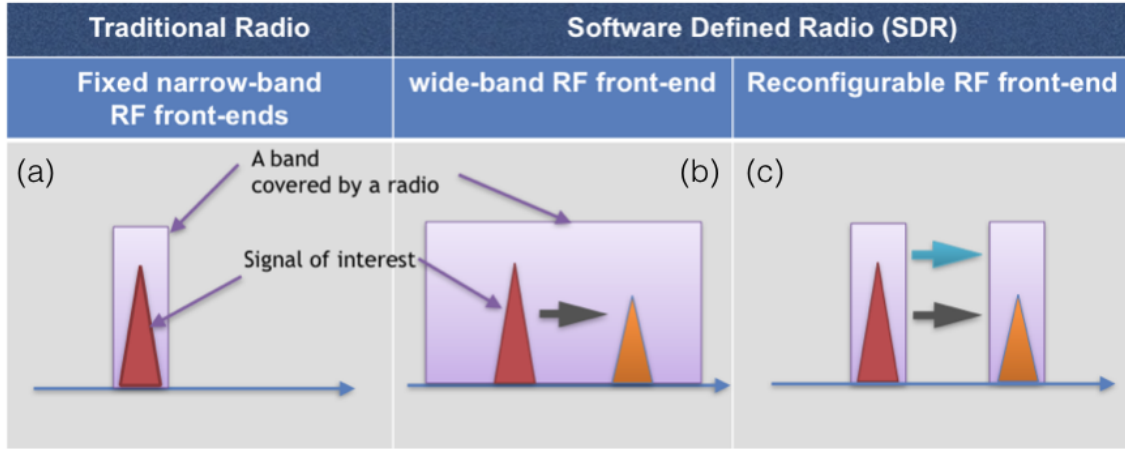 Traditional Radio
Software Defined Radio (SDR)
Fixed narrow-band
RF front-ends
wide-band RF front-end
Reconfigurable RF front-end
(a)
A band
covered by a radio
Signal of interest
(b)
(c)